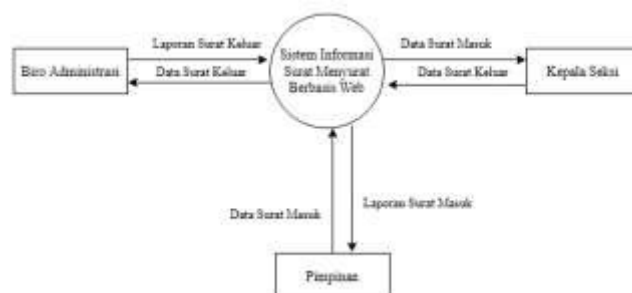 Laporan Surat Keluar
Sistem Informasi
Surat Menyurat
Berbasis Web
Data Surat Masuk
Biro Administrasi
Data Surat Keluar
Data Surat Keluar
Kepala Seksi
Data Surat Masuk
Laporan Surat Masuk
Pimpinan